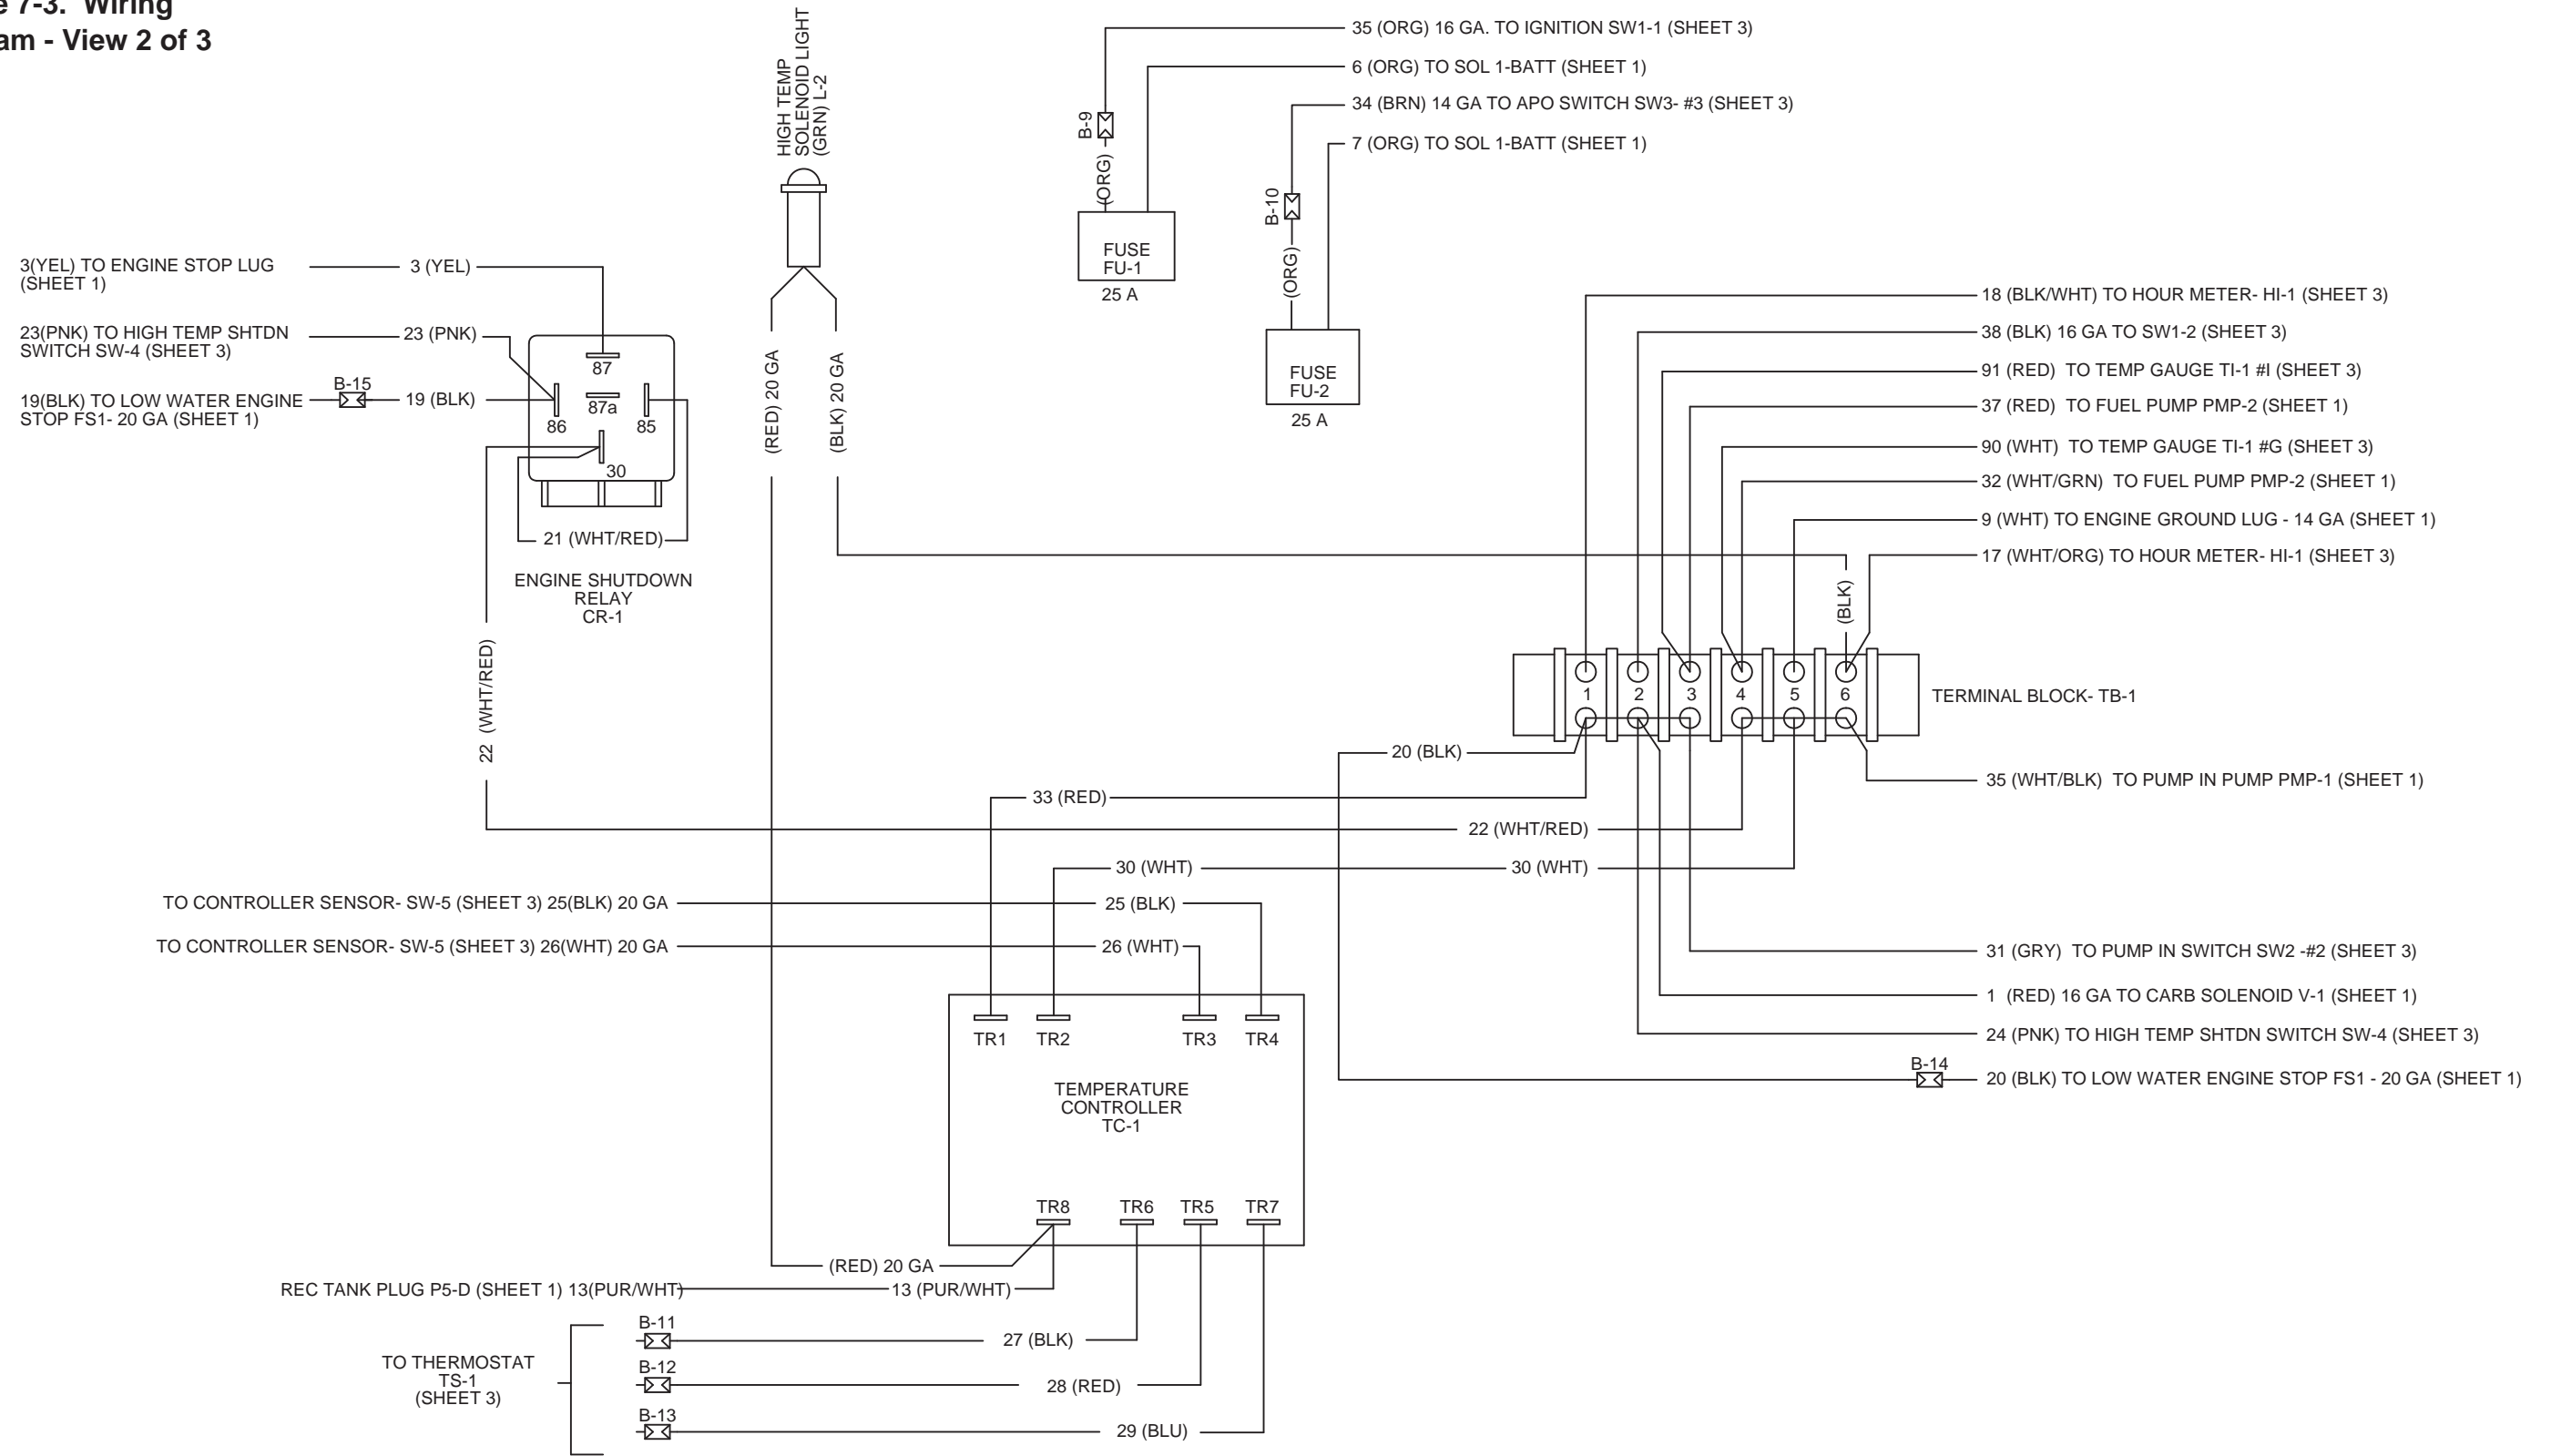 e 7-3. Wiring
am - View 2 of 3
HIGH TEMP
SOLENOID LIGHT
(GRN) L-2
35 (ORG) 16 GA. TO IGNITION SW1-1 (SHEET 3)
6 (ORG) TO SOL 1-BATT (SHEET 1)
34 (BRN) 14 GA TO APO SWITCH SW3- #3 (SHEET 3)
7 (ORG) TO SOL 1-BATT (SHEET 1)
B-9
(ORG)
B-10
(ORG)
FUSE
FU-1
25 A
FUSE
FU-2
25 A
3(YEL) TO ENGINE STOP LUG
(SHEET 1)
3 (YEL)
23(PNK) TO HIGH TEMP SHTDN
SWITCH SW-4 (SHEET 3)
23 (PNK)
19(BLK) TO LOW WATER ENGINE
STOP FS1- 20 GA (SHEET 1)
B-15
19 (BLK)
87
87a
86
85
30
21 (WHT/RED)
ENGINE SHUTDOWN
RELAY
CR-1
(RED) 20 GA
(BLK) 20 GA
22 (WHT/RED)
18 (BLK/WHT) TO HOUR METER- HI-1 (SHEET 3)
38 (BLK) 16 GA TO SW1-2 (SHEET 3)
91 (RED) TO TEMP GAUGE TI-1 #I (SHEET 3)
37 (RED) TO FUEL PUMP PMP-2 (SHEET 1)
90 (WHT) TO TEMP GAUGE TI-1 #G (SHEET 3)
32 (WHT/GRN) TO FUEL PUMP PMP-2 (SHEET 1)
9 (WHT) TO ENGINE GROUND LUG - 14 GA (SHEET 1)
17 (WHT/ORG) TO HOUR METER- HI-1 (SHEET 3)
(BLK)
1 2 3 4 5 6
TERMINAL BLOCK- TB-1
20 (BLK)
35 (WHT/BLK) TO PUMP IN PUMP PMP-1 (SHEET 1)
33 (RED)
22 (WHT/RED)
30 (WHT)
30 (WHT)
TO CONTROLLER SENSOR- SW-5 (SHEET 3) 25(BLK) 20 GA
25 (BLK)
TO CONTROLLER SENSOR- SW-5 (SHEET 3) 26(WHT) 20 GA
26 (WHT)
31 (GRY) TO PUMP IN SWITCH SW2 -#2 (SHEET 3)
1 (RED) 16 GA TO CARB SOLENOID V-1 (SHEET 1)
24 (PNK) TO HIGH TEMP SHTDN SWITCH SW-4 (SHEET 3)
B-14
20 (BLK) TO LOW WATER ENGINE STOP FS1 - 20 GA (SHEET 1)
TR1 TR2 TR3 TR4
TEMPERATURE
CONTROLLER
TC-1
TR8 TR6 TR5 TR7
(RED) 20 GA
REC TANK PLUG P5-D (SHEET 1) 13(PUR/WHT)
13 (PUR/WHT)
TO THERMOSTAT
TS-1
(SHEET 3)
B-11
27 (BLK)
B-12
28 (RED)
B-13
29 (BLU)